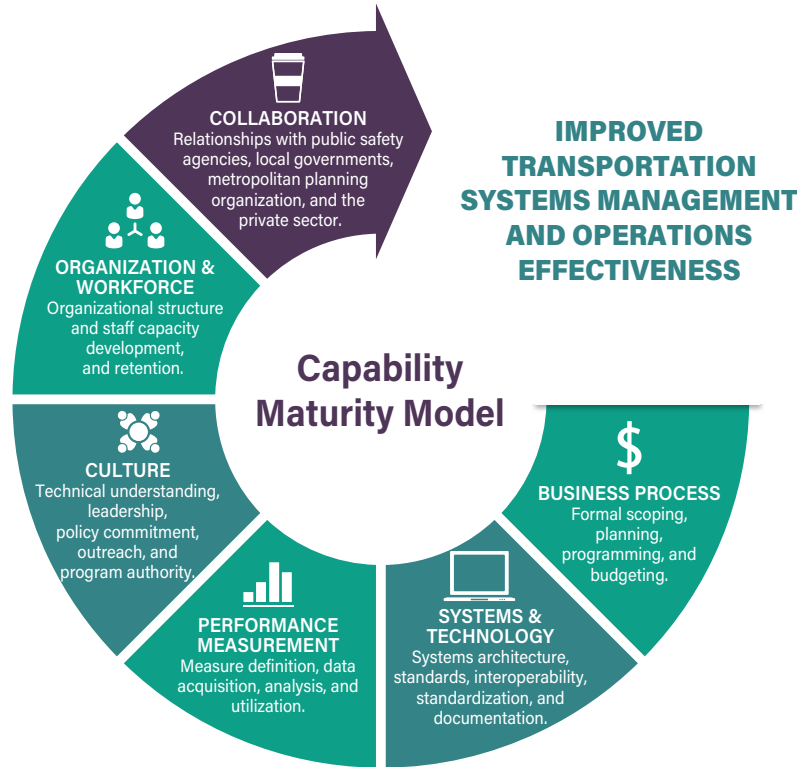 COLLABORATION
Relationships with public safety
agencies, local governments,
metropolitan planning
organization, and the
private sector.
IMPROVED
TRANSPORTATION
SYSTEMS MANAGEMENT
AND OPERATIONS
EFFECTIVENESS
ORGANIZATION &
WORKFORCE
Organizational structure
and staff capacity
development,
and retention.
Capability
Maturity Model
CULTURE
Technical understanding,
leadership,
policy commitment,
outreach, and
program authority.
$
BUSINESS PROCESS
Formal scoping,
planning,
programming, and
budgeting.
PERFORMANCE
MEASUREMENT
Measure definition, data
acquisition, analysis, and
utilization.
SYSTEMS &
TECHNOLOGY
Systems architecture,
standards, interoperability,
standardization, and
documentation.